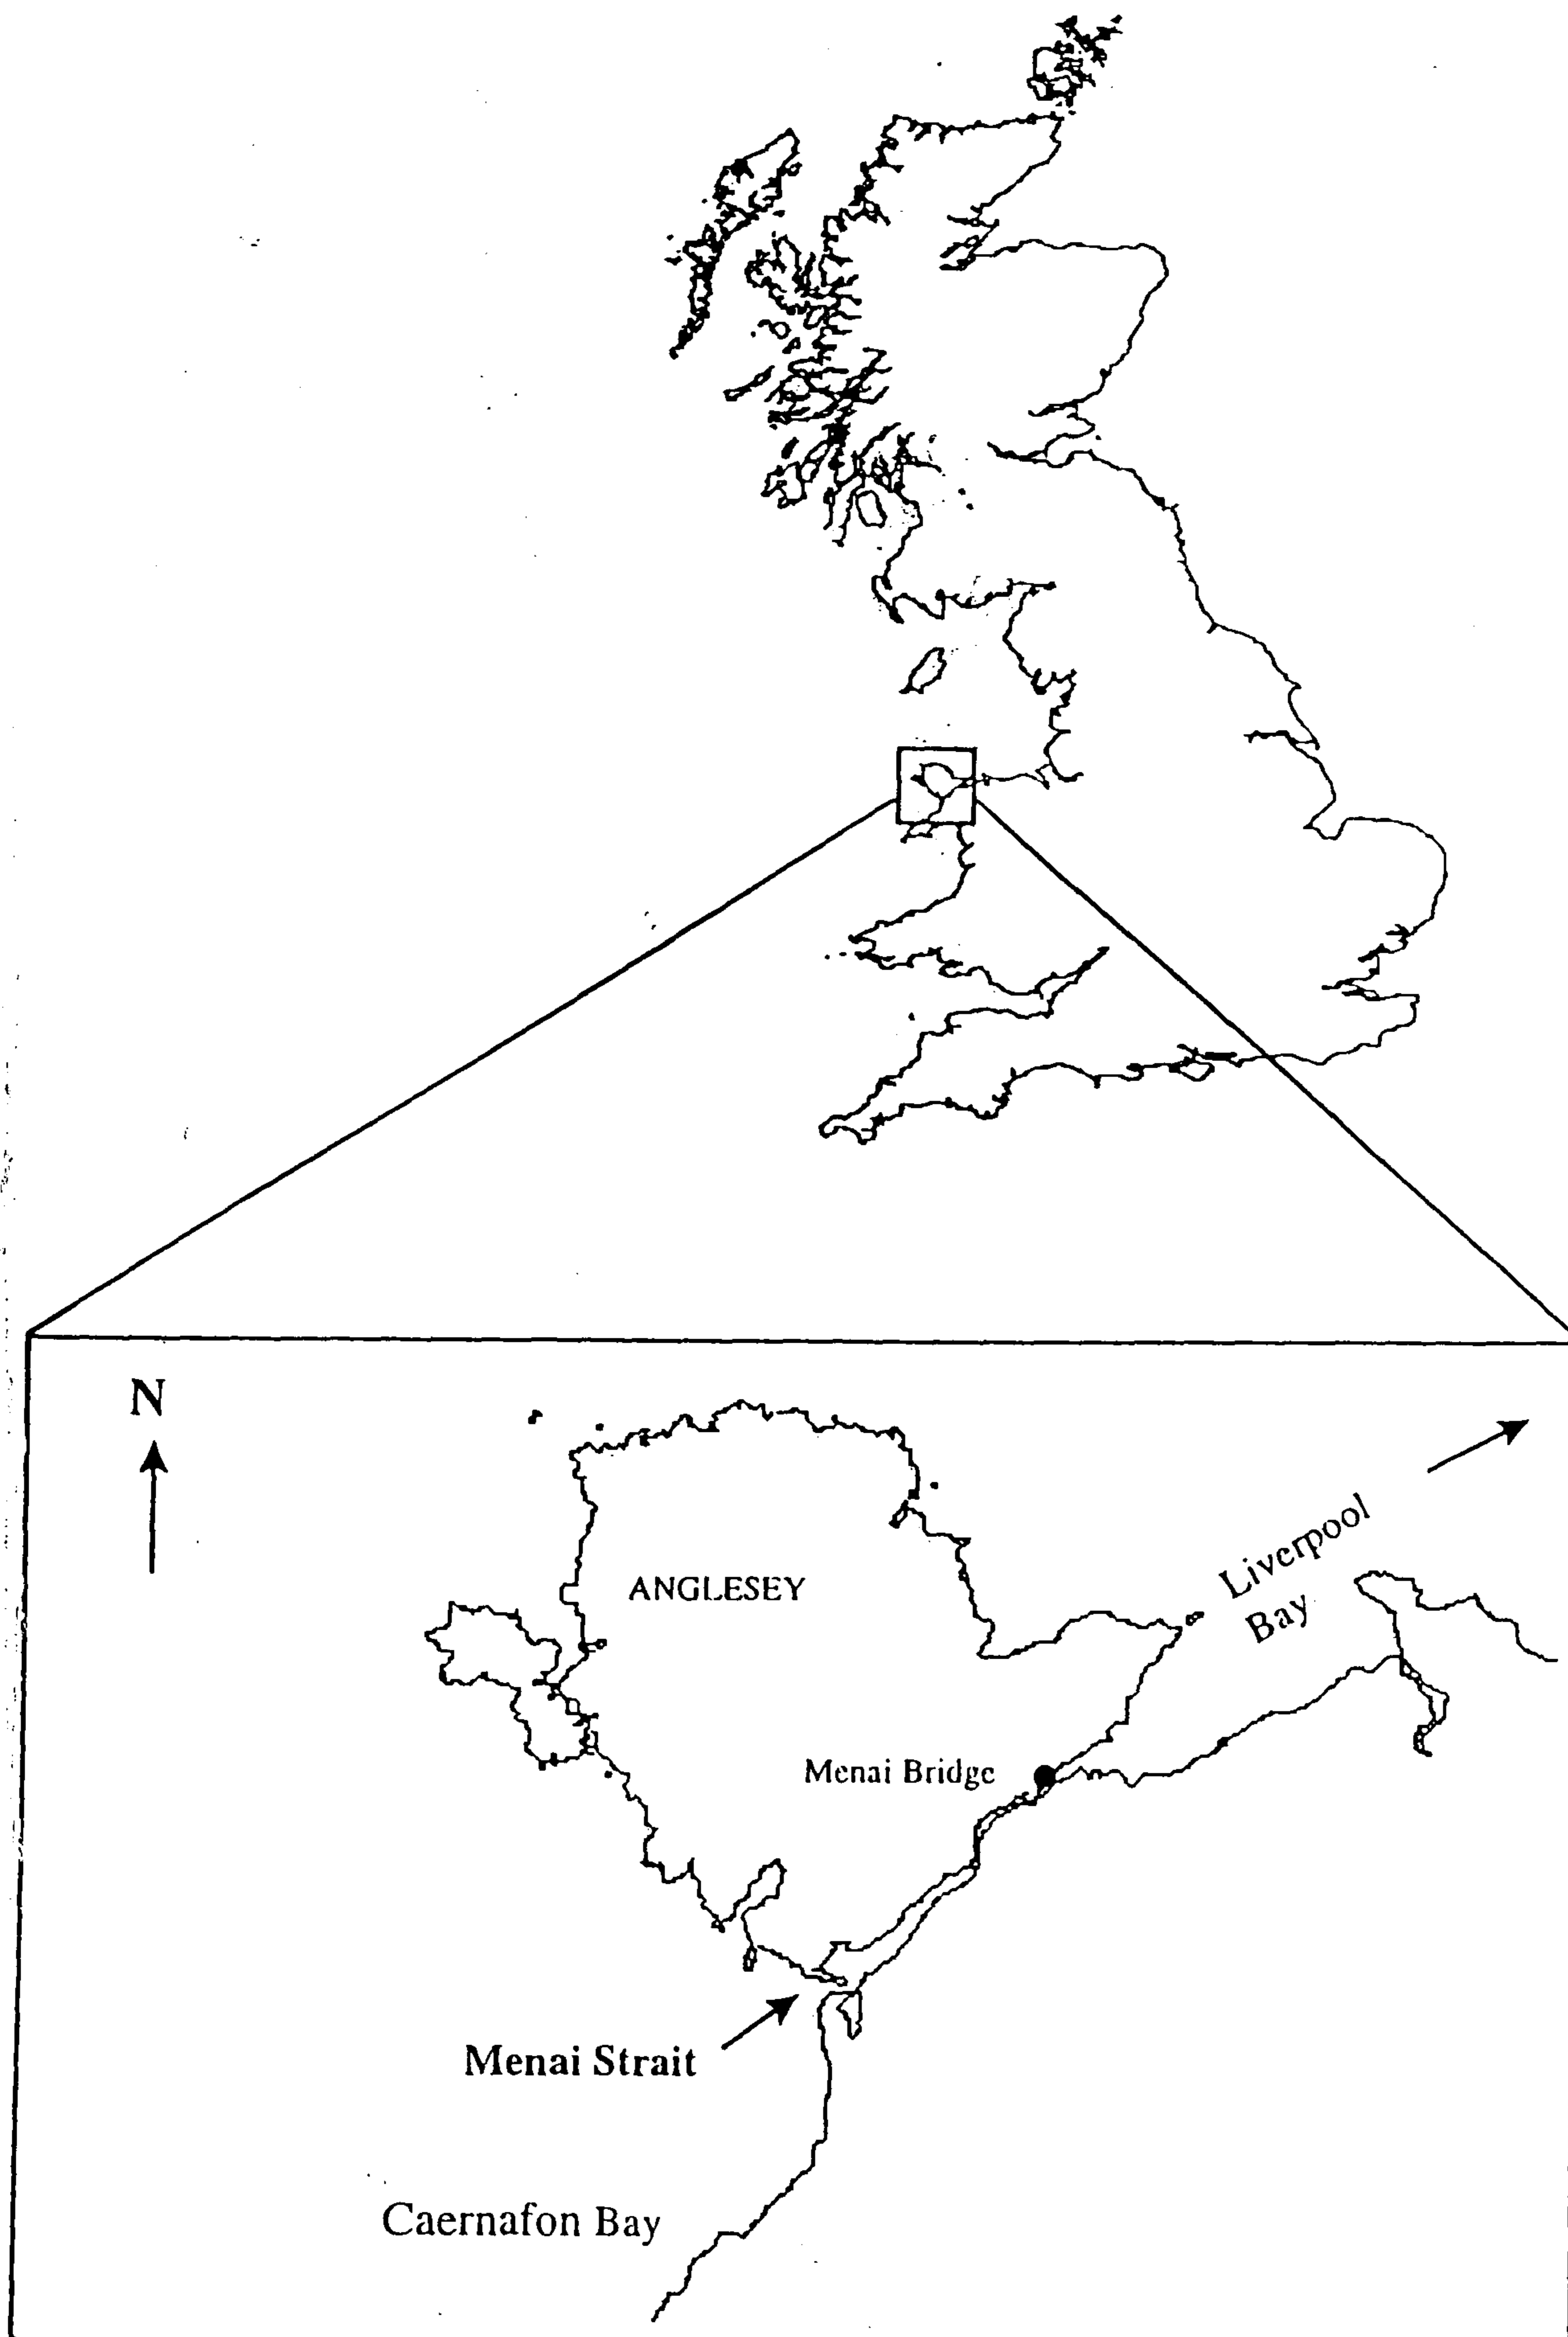 N
ANGLESEY
Liverpool
Bay
Menai Bridge
Menai Strait
Caernafon Bay